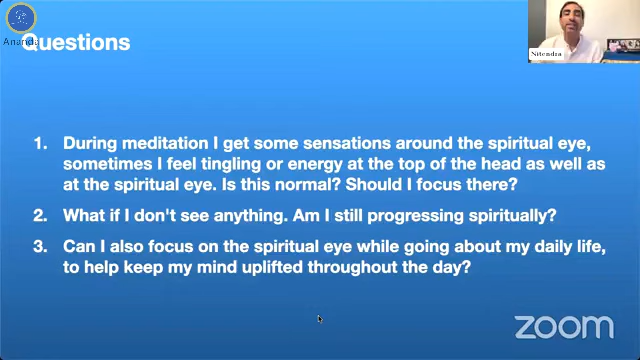 Ananda
Questions
Nitendra
1. During meditation I get some sensations around the spiritual eye,
sometimes I feel tingling or energy at the top of the head as well as
at the spiritual eye. Is this normal? Should I focus there?
2. What if I don't see anything. Am I still progressing spiritually?
3. Can I also focus on the spiritual eye while going about my daily life,
to help keep my mind uplifted throughout the day?
zoom